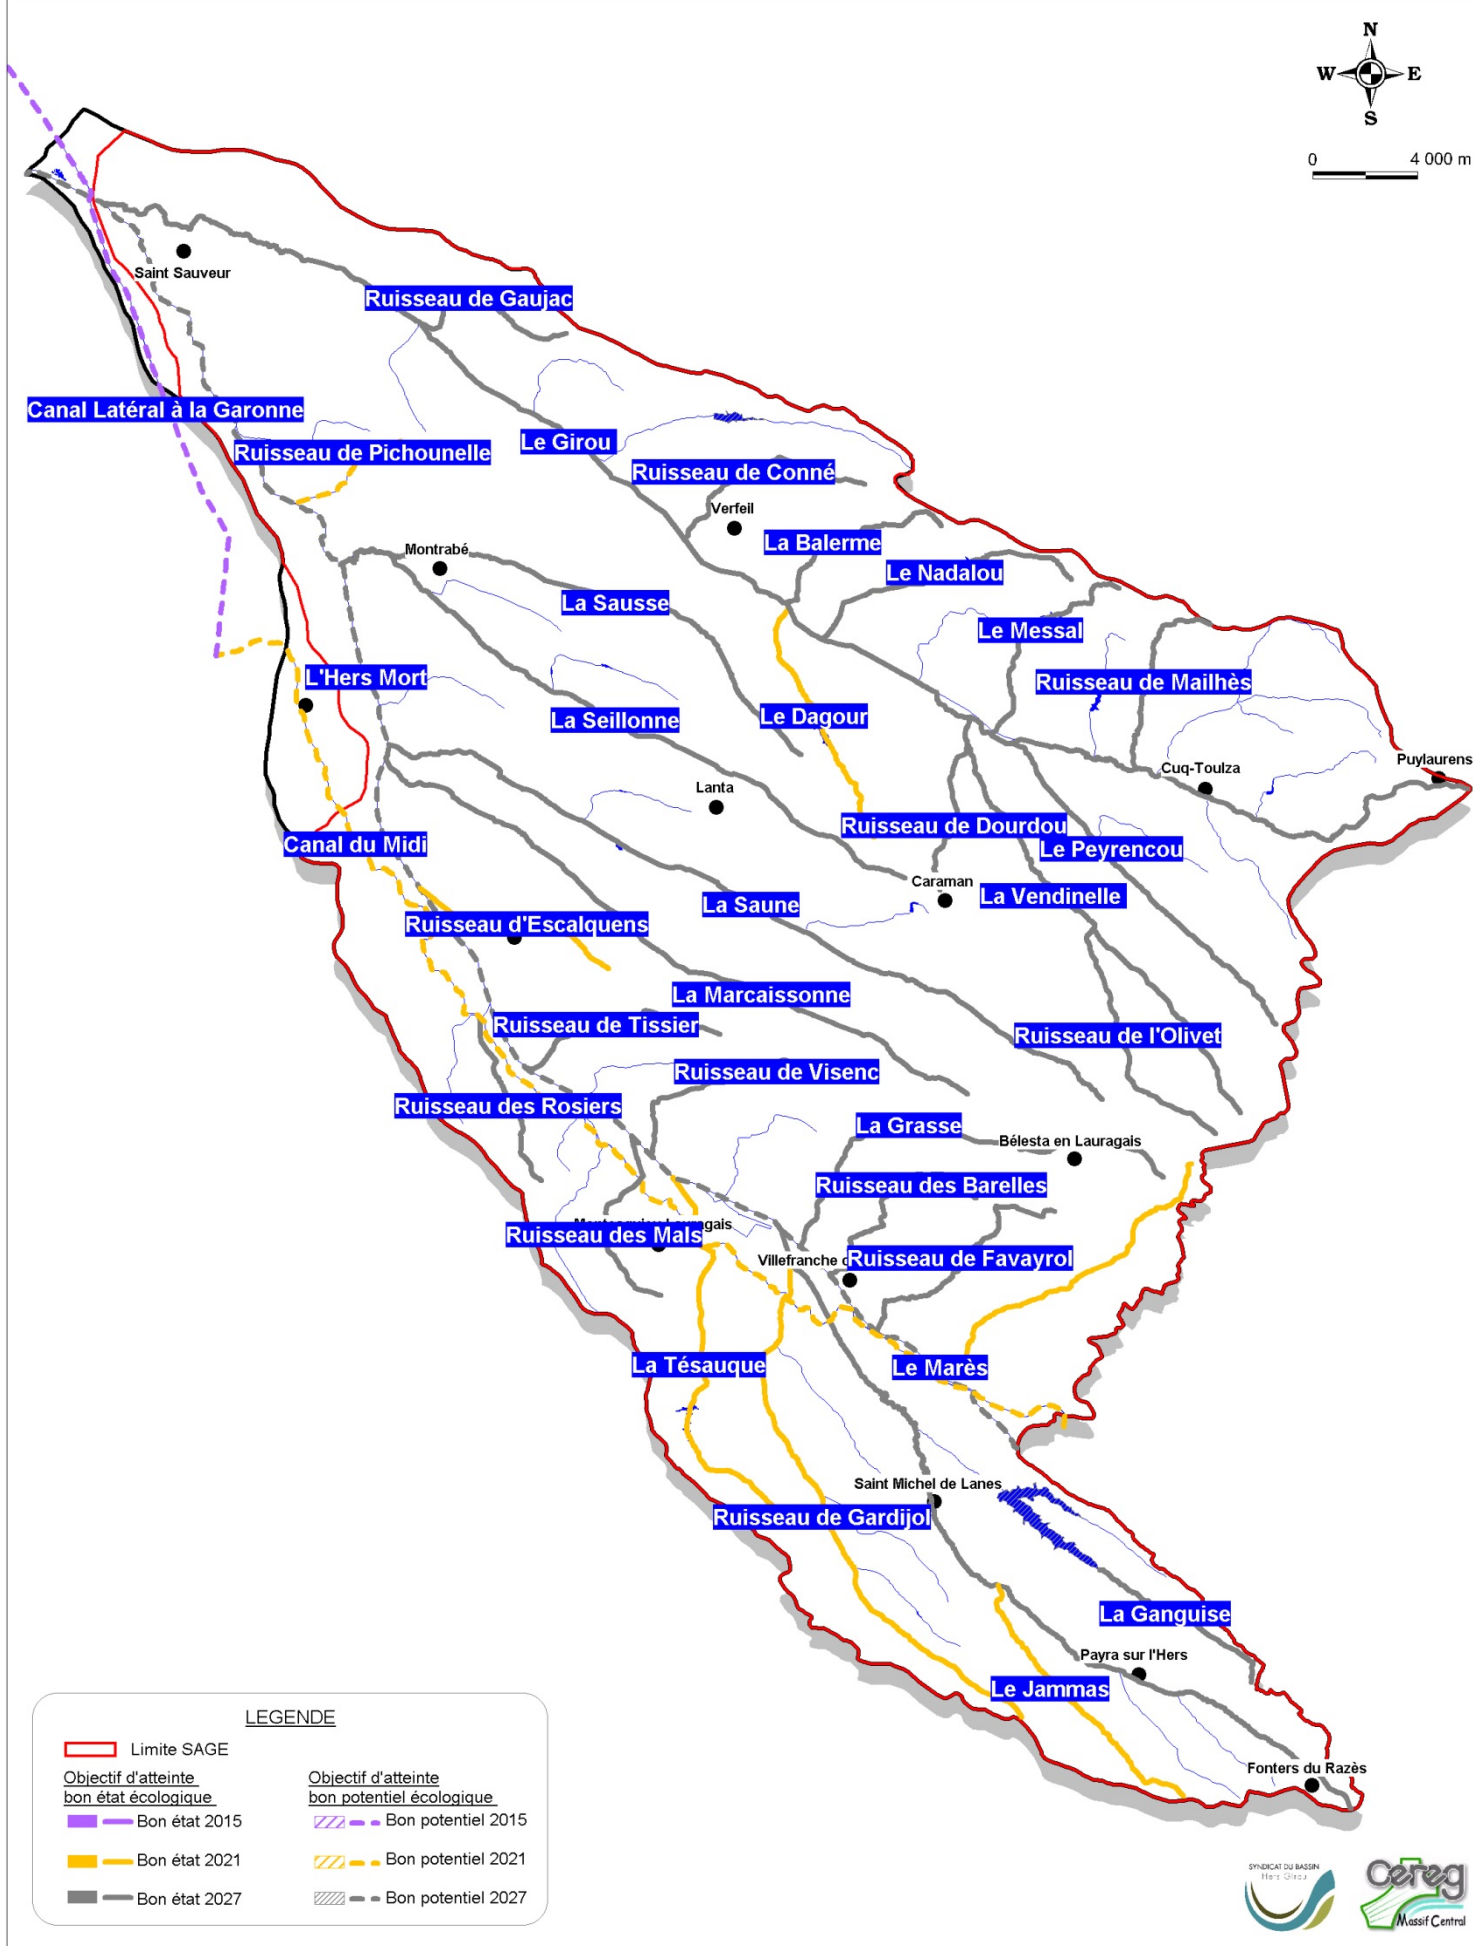 N
W E
S
0 4 000 m
Saint Sauveur
Ruisseau de Gaujac
Canal Latéral à la Garonne
Le Girou
Ruisseau de Pichounelle
Ruisseau de Conné
Verfeil
La Balerme
Montrabé
Le Nadalou
La Sausse
Le Messal
L'Hers Mort
Ruisseau de Mailhès
La Seillonne
Le Dagour
Puylaurens
Cuq-Toulza
Lanta
Ruisseau de Dourdou
Canal du Midi
Le Peyrencou
Caraman
La Vendinelle
La Saune
Ruisseau d'Escalquens
La Marcaissonne
Ruisseau de Tissier
Ruisseau de l'Olivet
Ruisseau de Visenc
Ruisseau des Rosiers
La Grasse
Bélesta en Lauragais
Ruisseau des Barelles
Ruisseau des Mals
Villefranche
Ruisseau de Favayrol
La Tésauque
Le Marès
Saint Michel de Lanes
Ruisseau de Gardijol
La Ganguise
Payra sur l'Hers
Le Jammas
Fonters du Razès
LEGENDE
Limite SAGE
Objectif d'atteinte
bon état écologique
Bon état 2015
Bon état 2021
Bon état 2027
Objectif d'atteinte
bon potentiel écologique
Bon potentiel 2015
Bon potentiel 2021
Bon potentiel 2027
SYNDICAT DU BASSIN
Hers Girou
Cereg
Massif Central